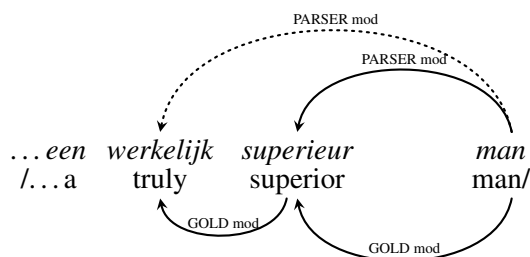 PARSER mod
PARSER mod
...een werkelijk superieur man
/...a truly superior man/
GOLD mod
GOLD mod